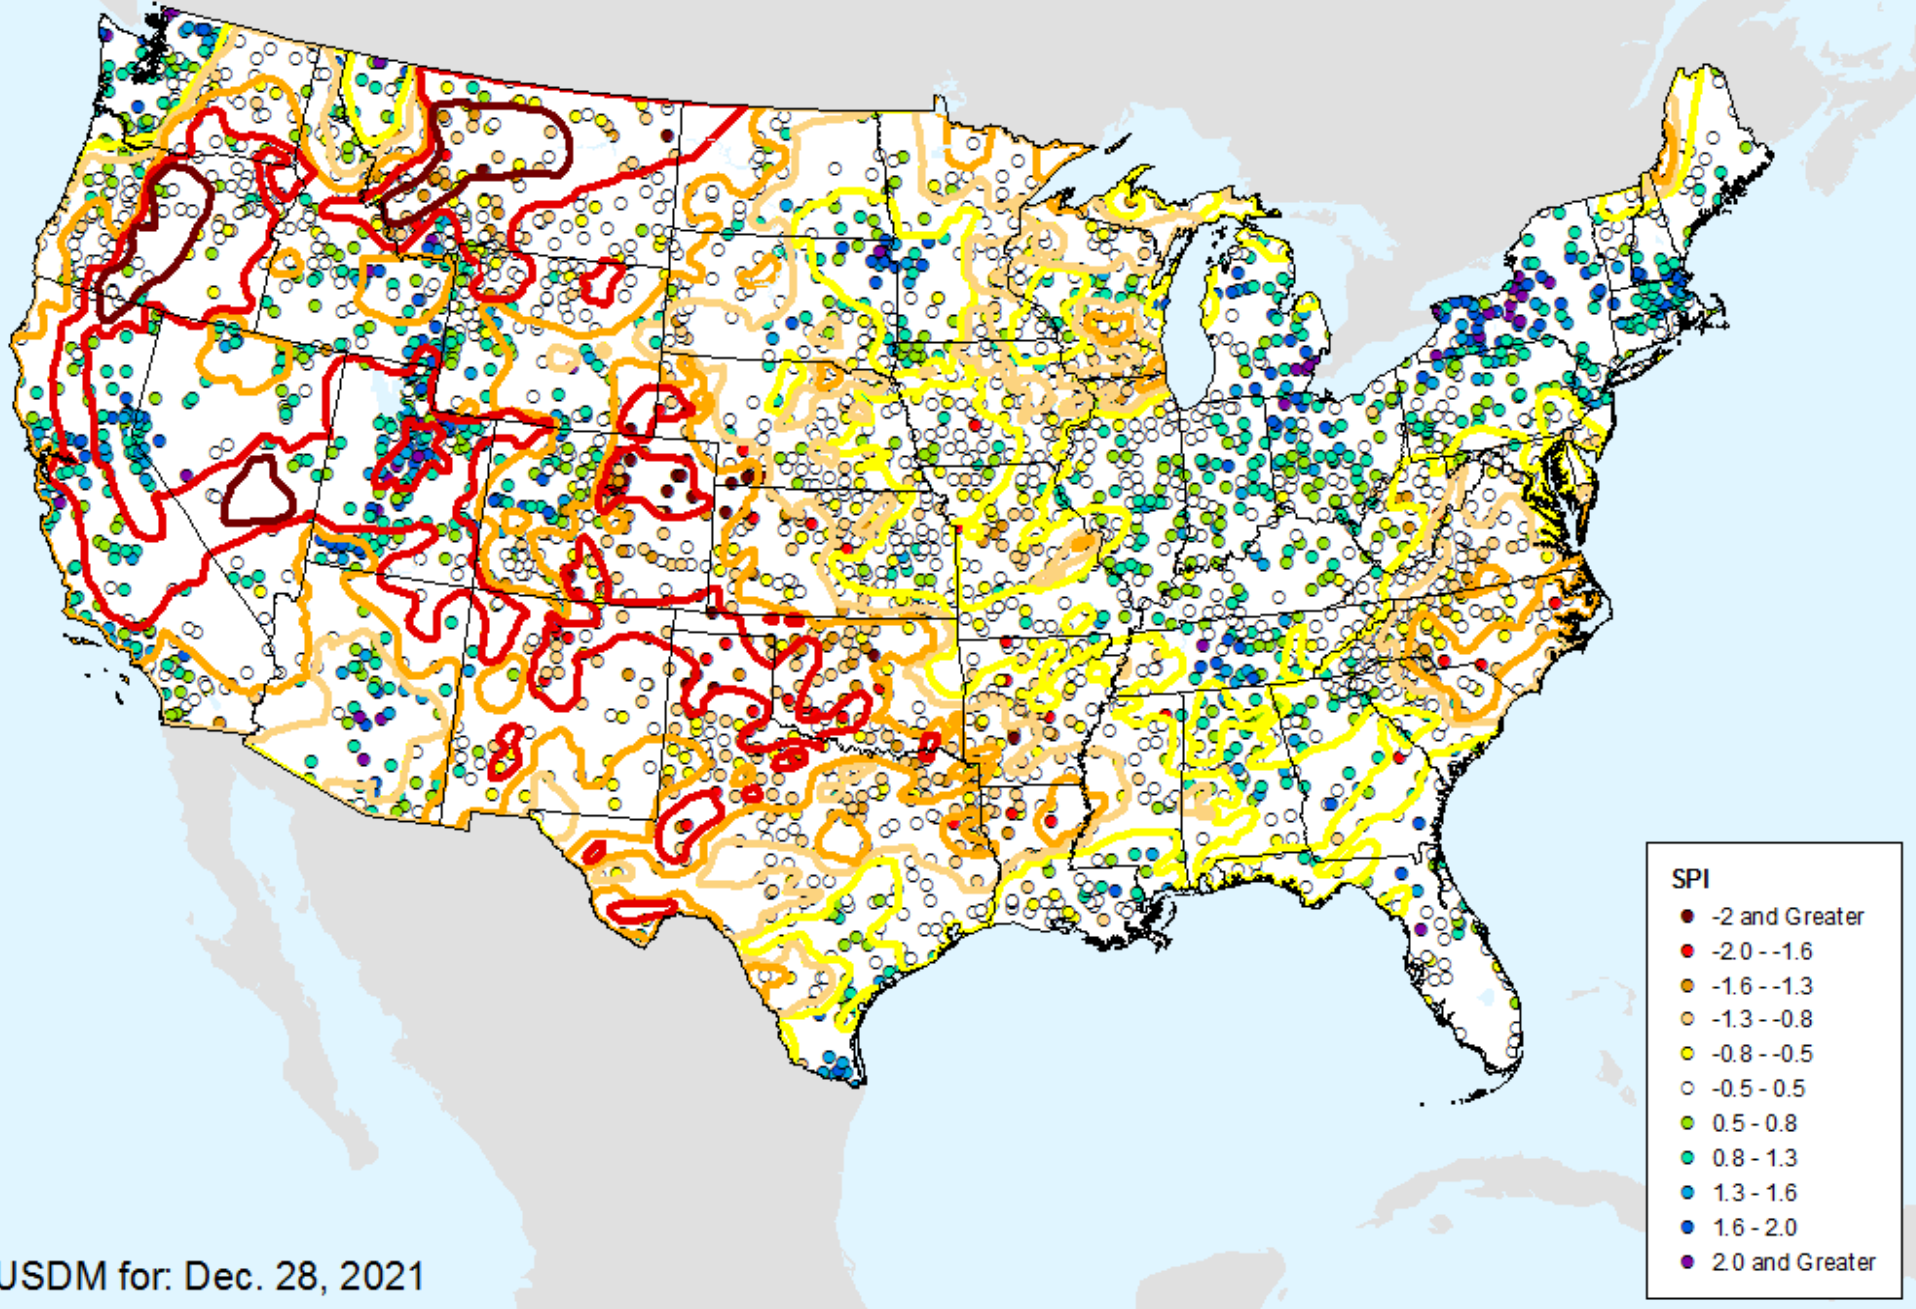 SPI
-2 and Greater
-2.0 - -1.6
-1.6 - -1.3
-1.3 - -0.8
-0.8 - -0.5
-0.5 - 0.5
0.5 - 0.8
0.8 - 1.3
1.3 - 1.6
1.6 - 2.0
2.0 and Greater
USDM for: Dec. 28, 2021